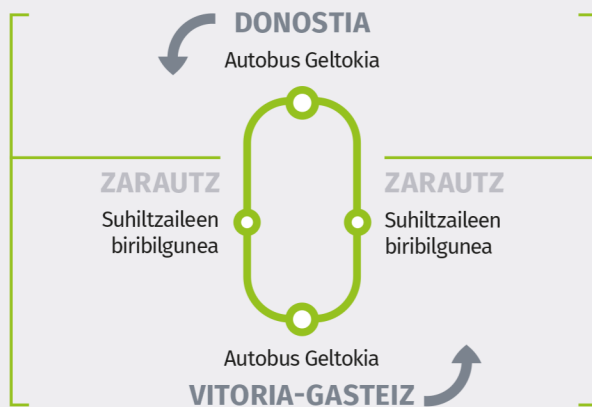 DONOSTIA
Autobus Geltokia
ZARAUTZ
Suhiltzaileen
biribilgunea
ZARAUTZ
Suhiltzaileen
biribilgunea
Autobus Geltokia
VITORIA-GASTEIZ